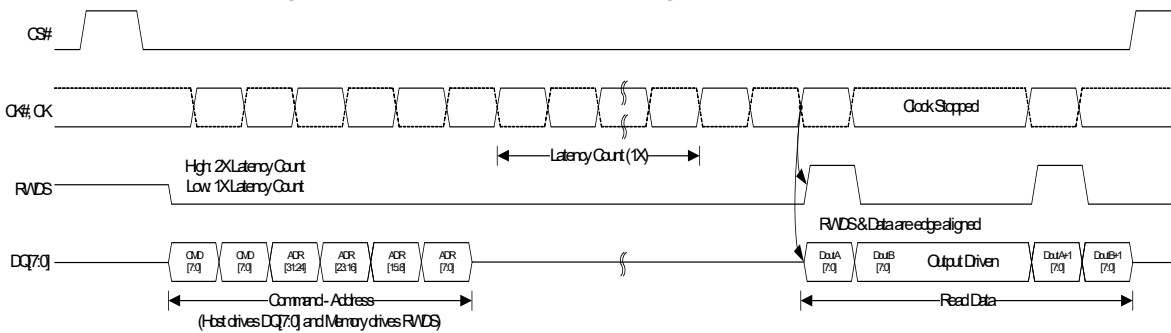 CS#
CK#, CK
Clock Stopped
Latency Count (1X)
High: 2X Latency Count
Low: 1X Latency Count
RWDS
RWDS & Data are edge aligned
DQ[7:0]
CMD [7:0]
CMD [7:0]
ADR [31:24]
ADR [23:16]
ADR [15:8]
ADR [7:0]
DoutA [7:0]
DoutB [7:0]
Output Driven
DoutA+1 [7:0]
DoutB+1 [7:0]
Command - Address
Read Data
(Host drives DQ[7:0] and Memory drives RWDS)